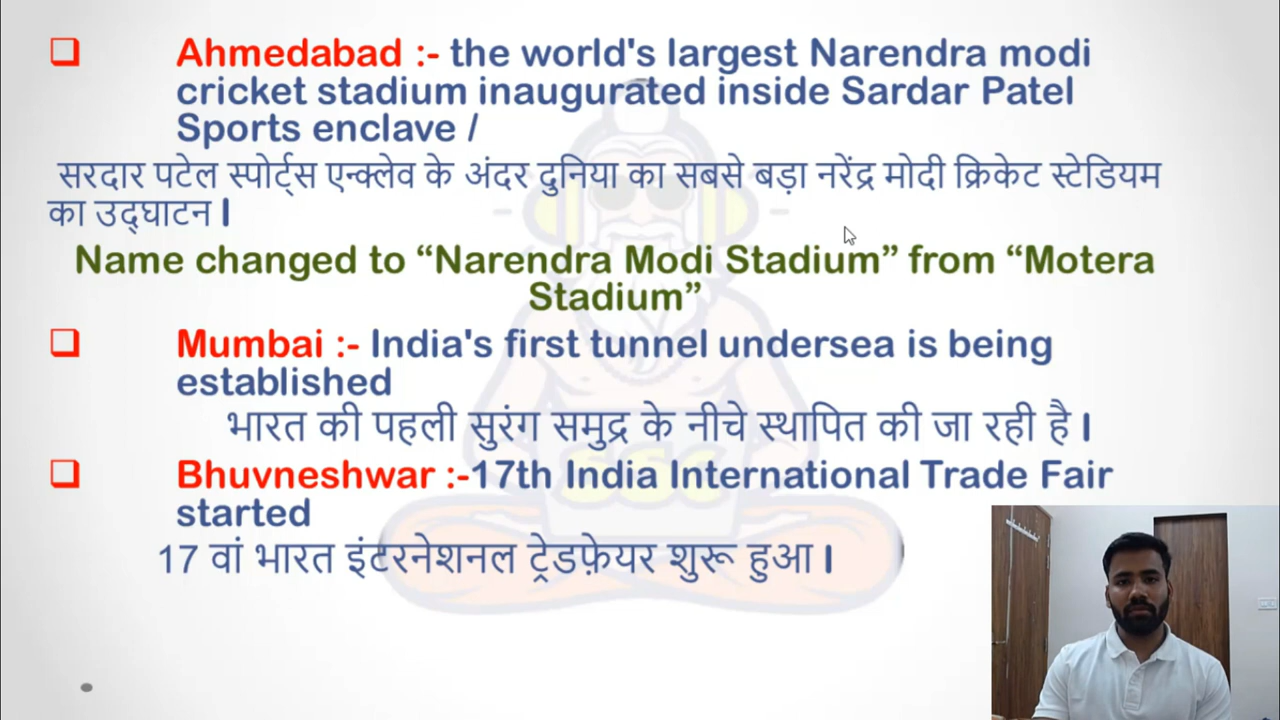 Ahmedabad :- the world's largest Narendra modi
cricket stadium inaugurated inside Sardar Patel
Sports enclave /
सरदार पटेल स्पोर्ट्स एन्क्लेव के अंदर दुनिया का सबसे बड़ा नरेंद्र मोदी क्रिकेट स्टेडियम
का उद्घाटन l
Name changed to “Narendra Modi Stadium” from “Motera
Stadium”
Mumbai :- India's first tunnel undersea is being
established
भारत की पहली सुरंग समुद्र के नीचे स्थापित की जा रही है l
Bhuvneshwar :-17th India International Trade Fair
started
17 वां भारत इंटरनेशनल ट्रेडफ़ेयर शुरू हुआ l
SSC